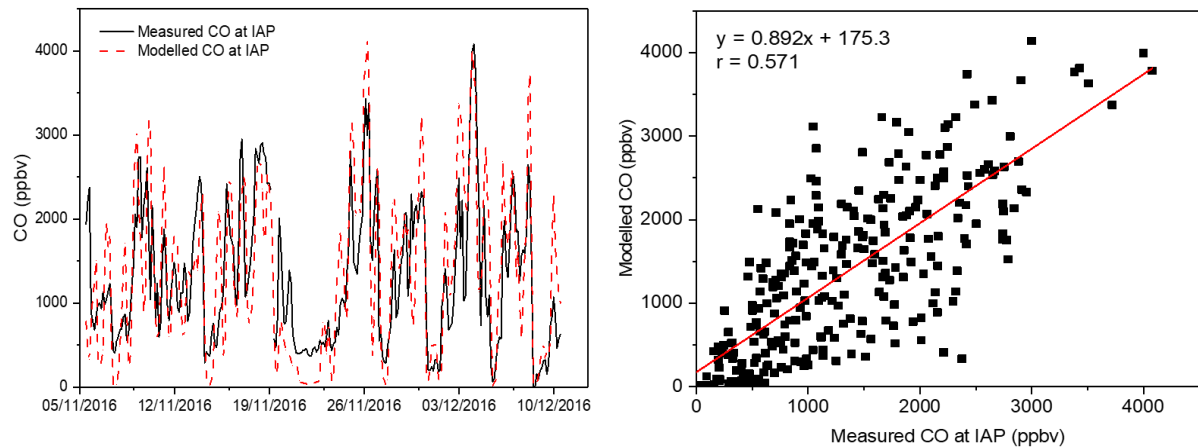 Measured CO at IAP
Modelled CO at IAP
CO (ppbv)
4000
3000
2000
1000
0
05/11/2016 12/11/2016 19/11/2016 26/11/2016 03/12/2016 10/12/2016
y = 0.892x + 175.3
r = 0.571
Modelled CO (ppbv)
4000
3000
2000
1000
0
0 1000 2000 3000 4000
Measured CO at IAP (ppbv)